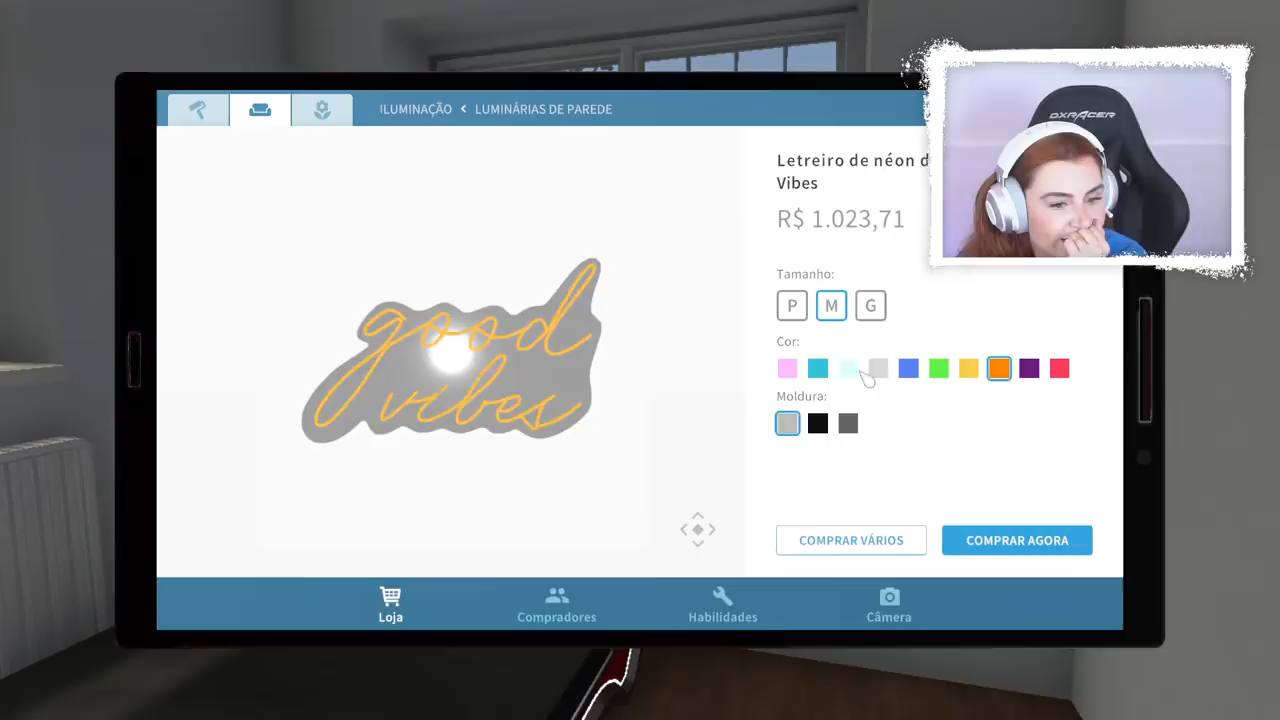 ILUMINAÇÃO < LUMINÁRIAS DE PAREDE
DXRACER
Letreiro de néon d
Vibes
R$ 1.023,71
good
vibes
Tamanho:
P M G
Cor:
Moldura:
COMPRAR VÁRIOS COMPRAR AGORA
Loja Compradores Habilidades Câmera